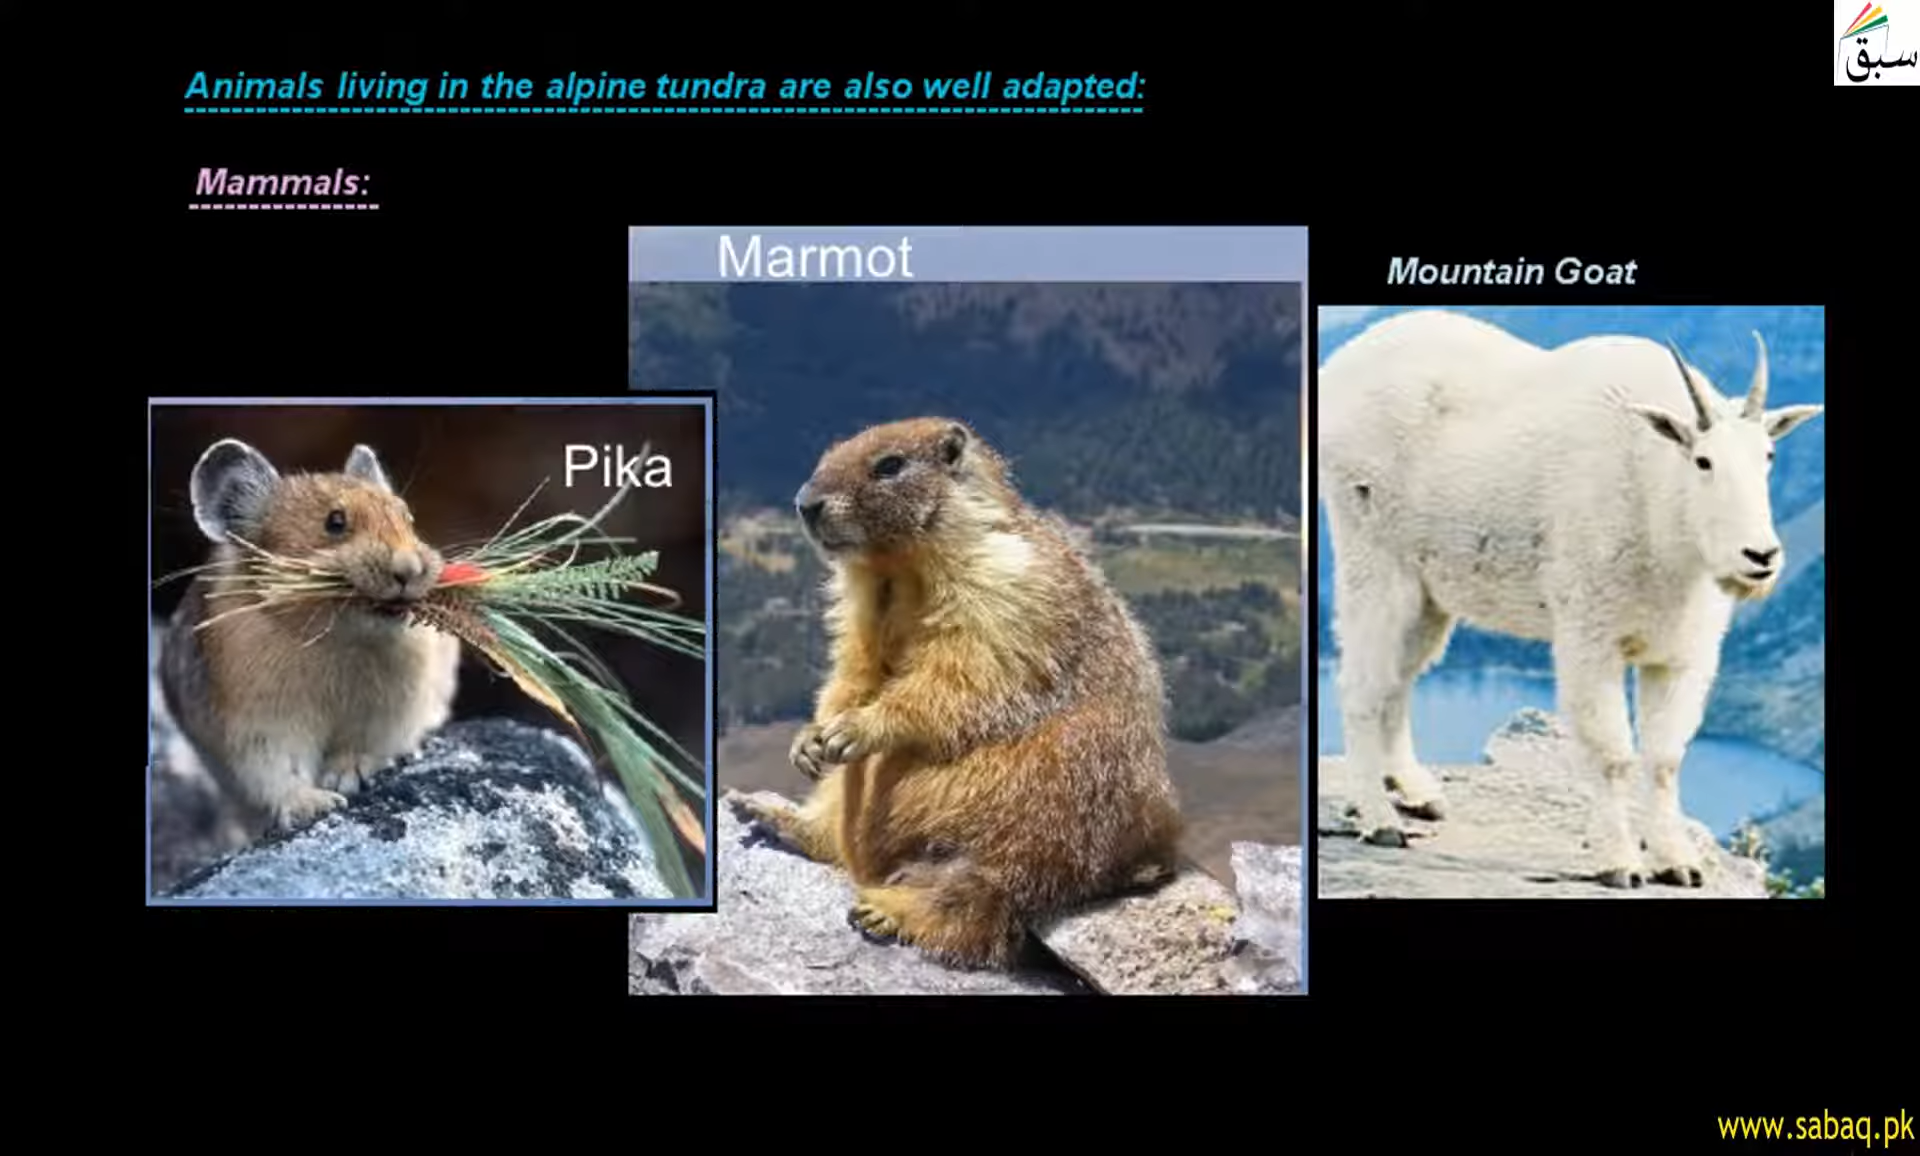 سبق
Animals living in the alpine tundra are also well adapted:
Mammals:
Marmot
Mountain Goat
Pika
www.sabaq.pk